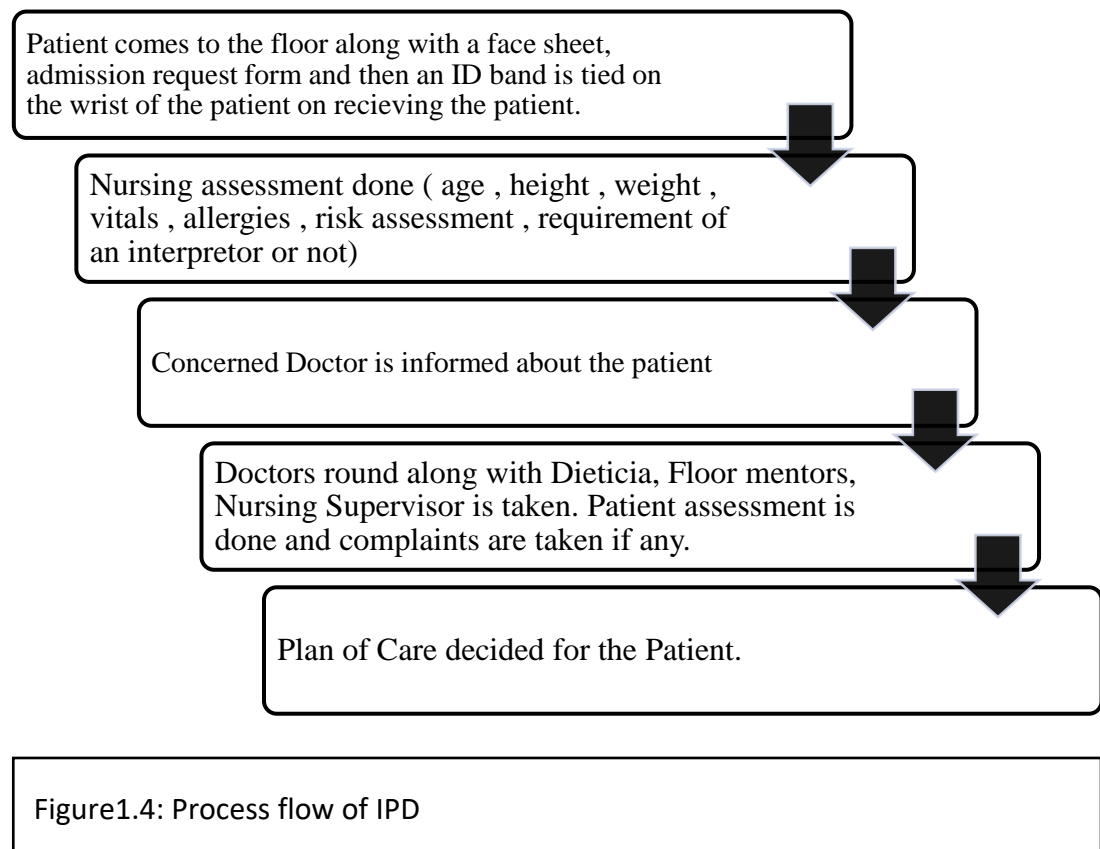 Patient comes to the floor along with a face sheet,
admission request form and then an ID band is tied on
the wrist of the patient on recieving the patient.
Nursing assessment done ( age , height , weight ,
vitals , allergies , risk assessment , requirement of
an interpretor or not)
Concerned Doctor is informed about the patient
Doctors round along with Dieticia, Floor mentors,
Nursing Supervisor is taken. Patient assessment is
done and complaints are taken if any.
Plan of Care decided for the Patient.
Figure1.4: Process flow of IPD